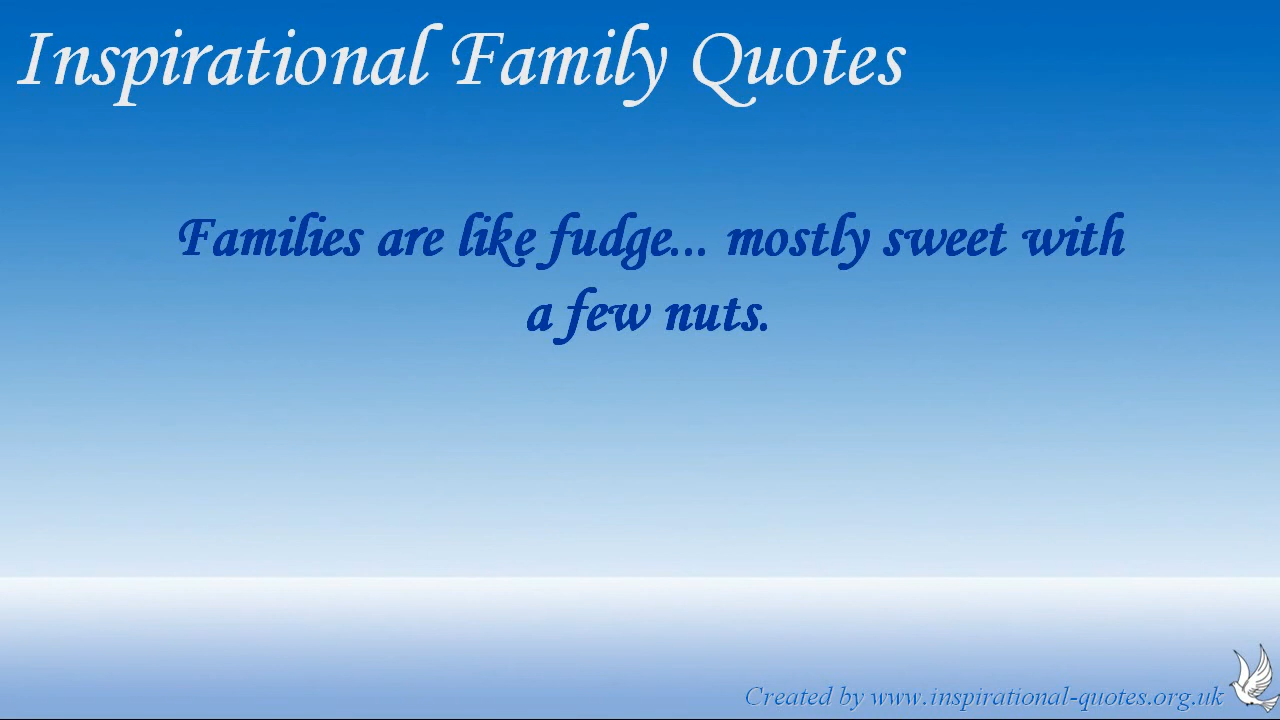 Inspirational Family Quotes
Families are like fudge... mostly sweet with
a few nuts.
Created by www.inspirational-quotes.org.uk